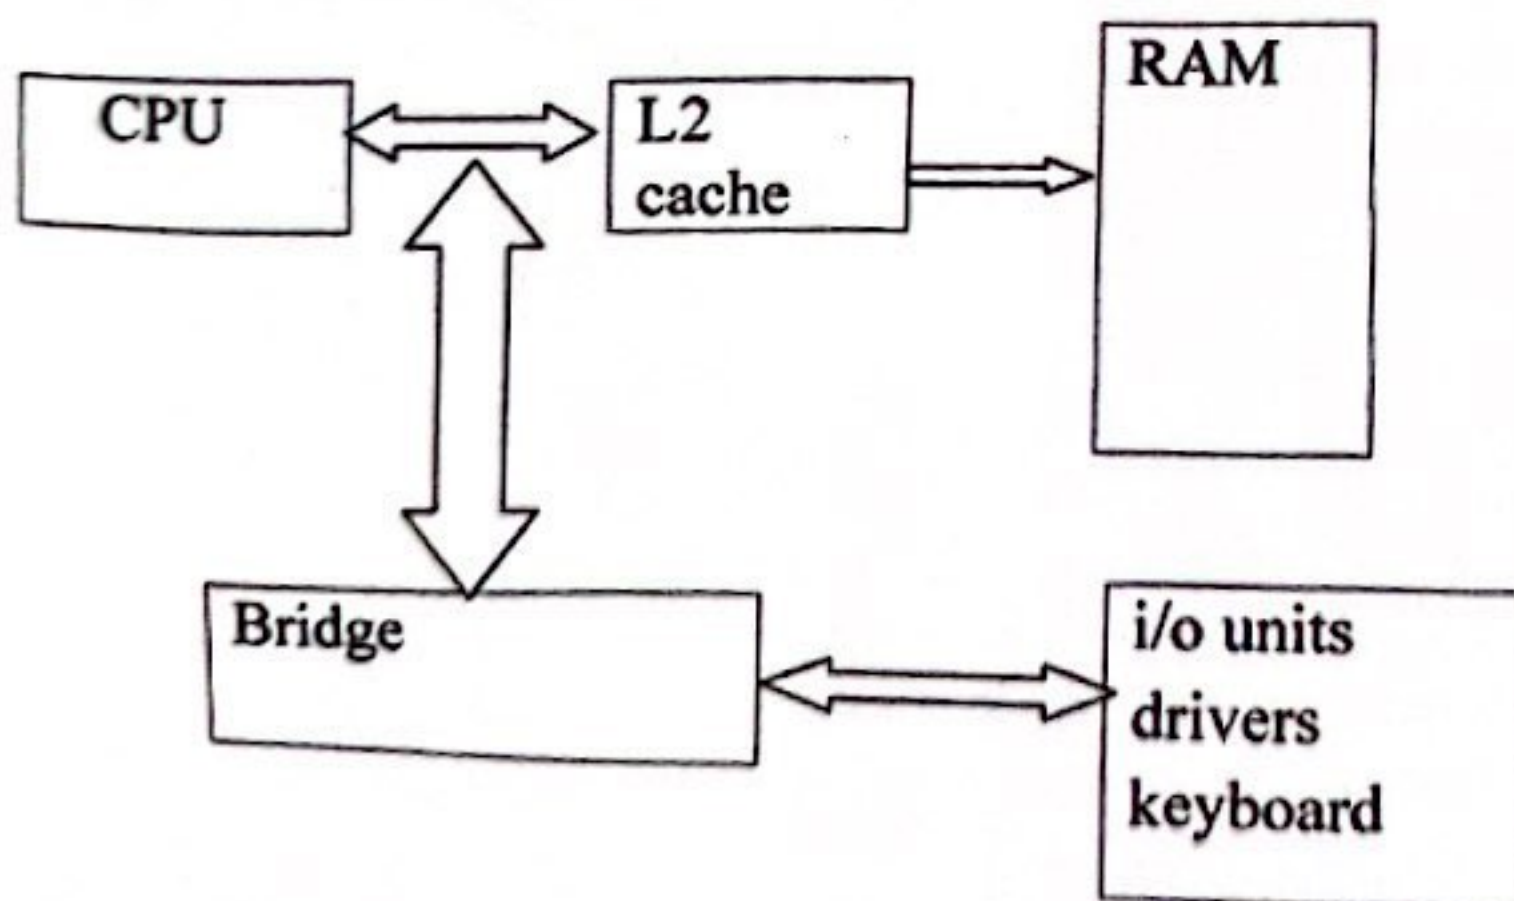 CPU
L2
cache
RAM
Bridge
i/o units
drivers
keyboard